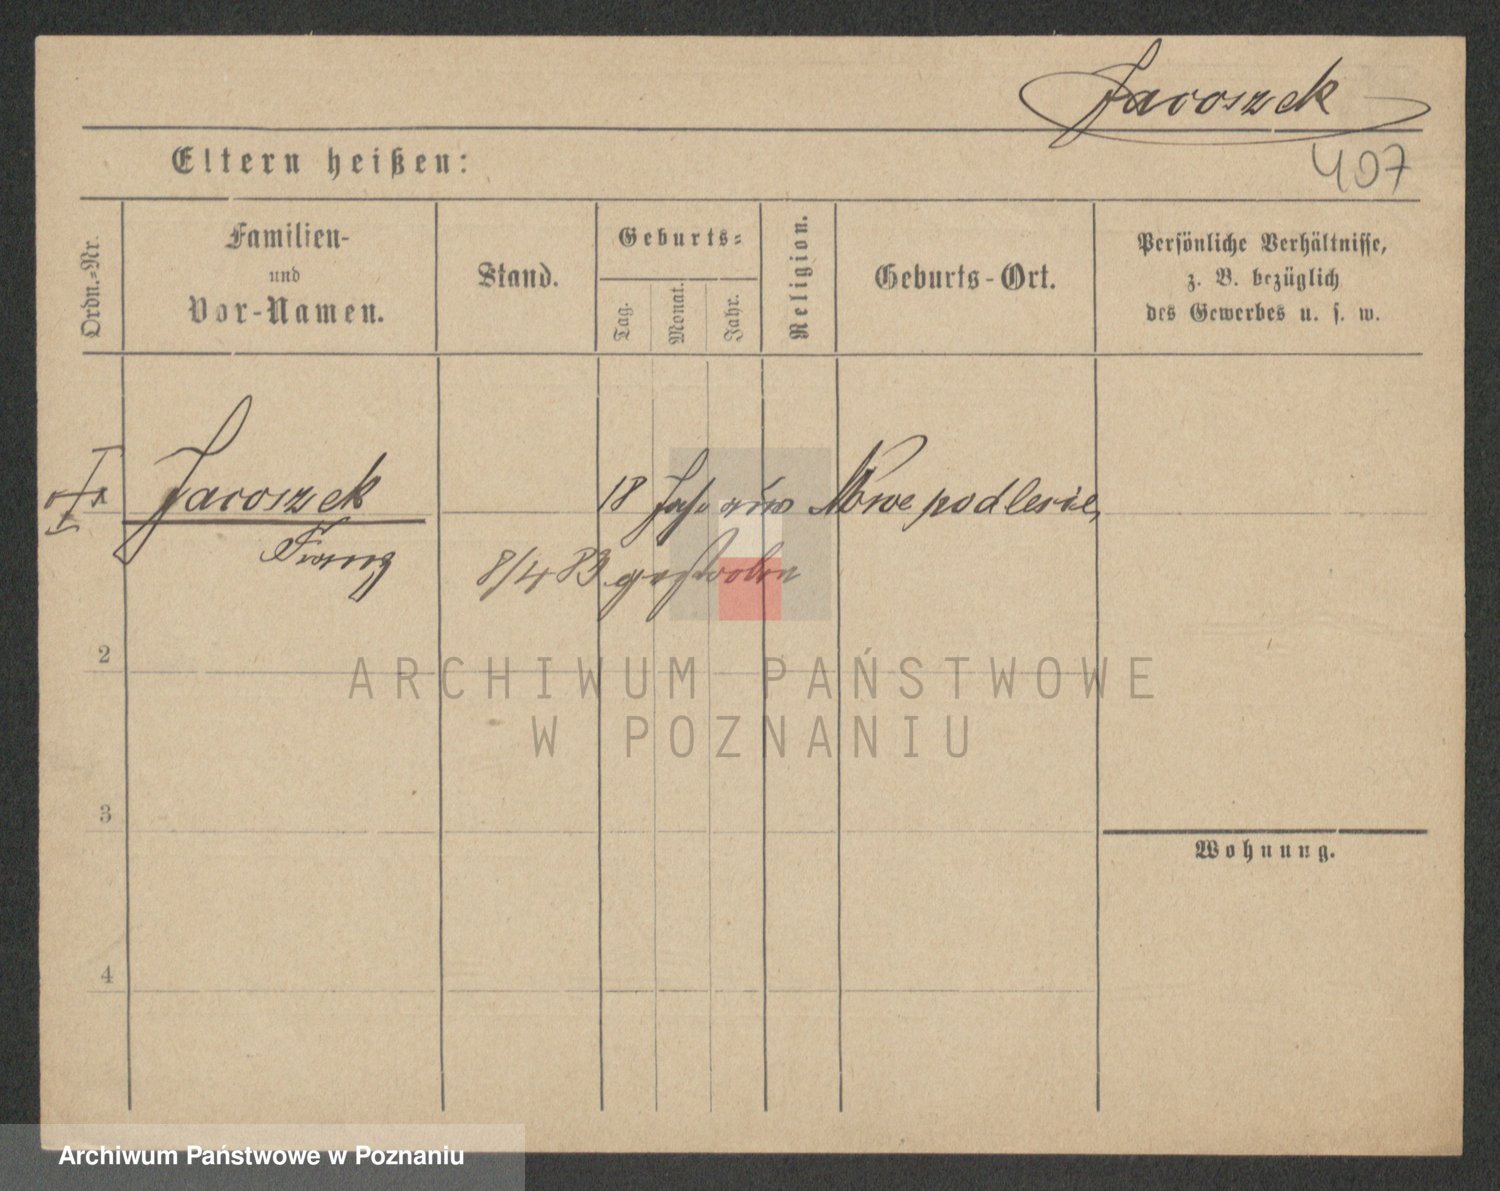 Jaroszek
Eltern heißen:
407
Ordn.-Nr.
Familien-
und
Vor-Namen.
Stand.
Geburts-
Tag.
Monat.
Jahr.
Religion.
Geburts-Ort.
Persönliche Verhältnisse,
z. B. bezüglich
des Gewerbes u. s. w.
Jaroszek
18 Jahr aus Nowe podlesie,
Franz
8/4 83 gestorben
2
ARCHIWUM PAŃSTWOWE
W POZNANIU
3
Wohnung.
4
Archiwum Państwowe w Poznaniu